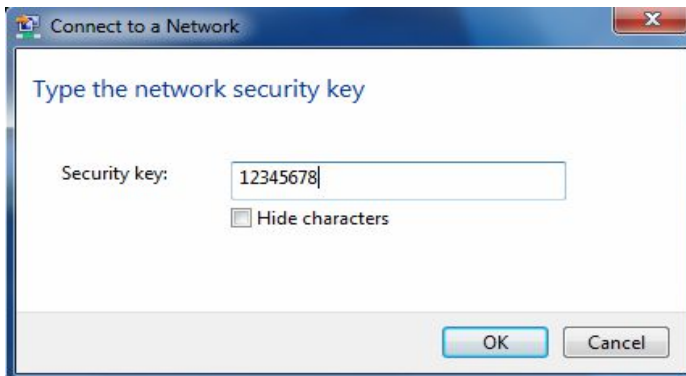 Connect to a Network
Type the network security key
Security key: 12345678
Hide characters
OK Cancel